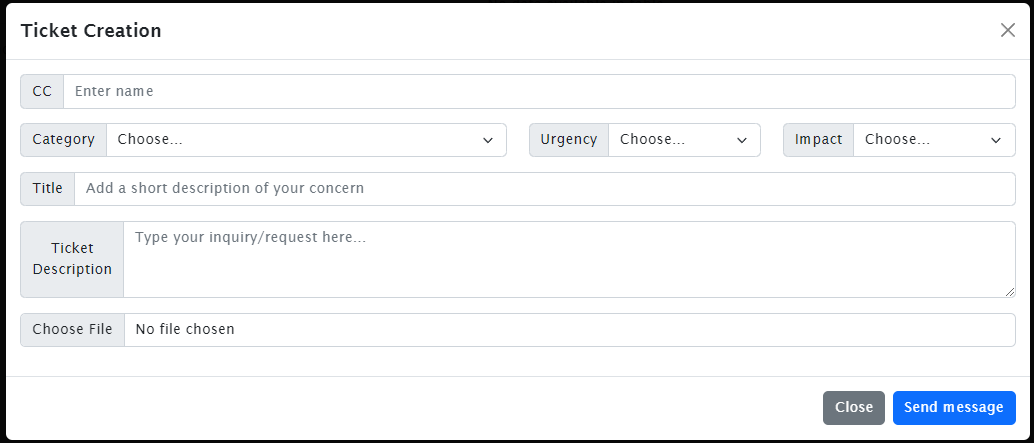 Ticket Creation
CC Enter name
Category Choose... Urgency Choose... Impact Choose...
Title Add a short description of your concern
Type your inquiry/request here...
Ticket
Description
Choose File No file chosen
Close Send message